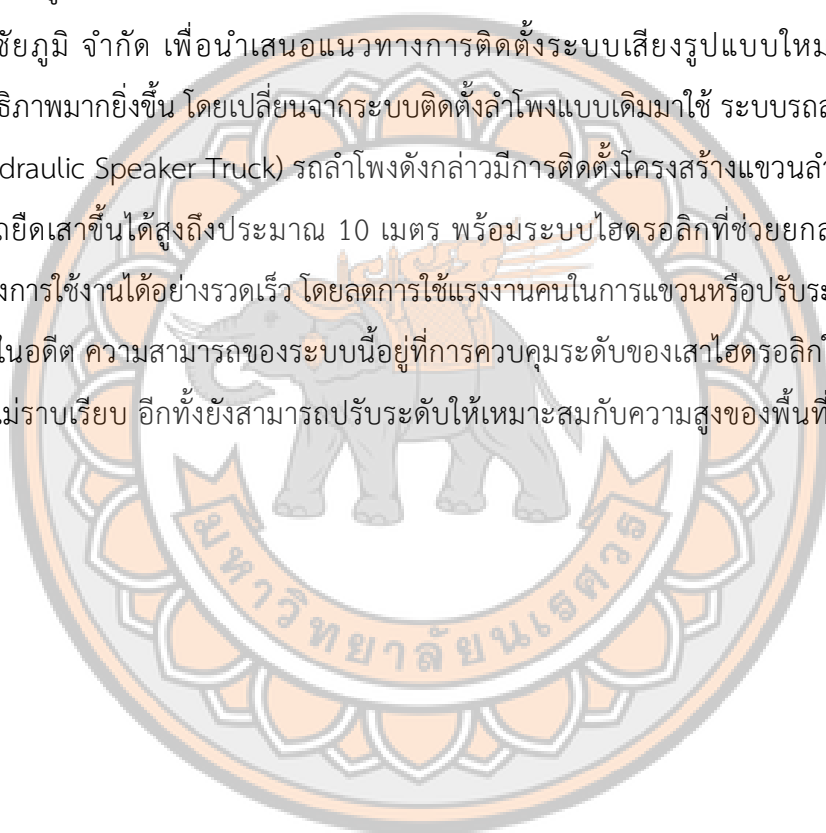 ชัยภูมิ จำกัด เพื่อนำเสนอแนวทางการติดตั้งระบบเสียงรูปแบบใหม
ธิภาพมากยิ่งขึ้น โดยเปลี่ยนจากระบบติดตั้งลำโพงแบบเดิมมาใช้ ระบบรถล
draulic Speaker Truck) รถลำโพงดังกล่าวมีการติดตั้งโครงสร้างแขวนลำ
ถยืดเสาขึ้นได้สูงถึงประมาณ 10 เมตร พร้อมระบบไฮดรอลิกที่ช่วยยกล
งการใช้งานได้อย่างรวดเร็ว โดยลดการใช้แรงงานคนในการแขวนหรือปรับระ
ในอดีต ความสามารถของระบบนี้อยู่ที่การควบคุมระดับของเสาไฮดรอลิกใ
ม่ราบเรียบ อีกทั้งยังสามารถปรับระดับให้เหมาะสมกับความสูงของพื้นที่
มหาวิทยาลัยนเรศวร